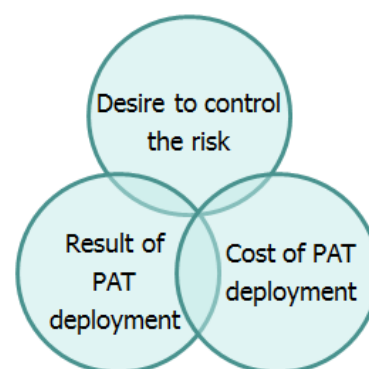 Desire to control
the risk
Result of
PAT
deployment
Cost of PAT
deployment